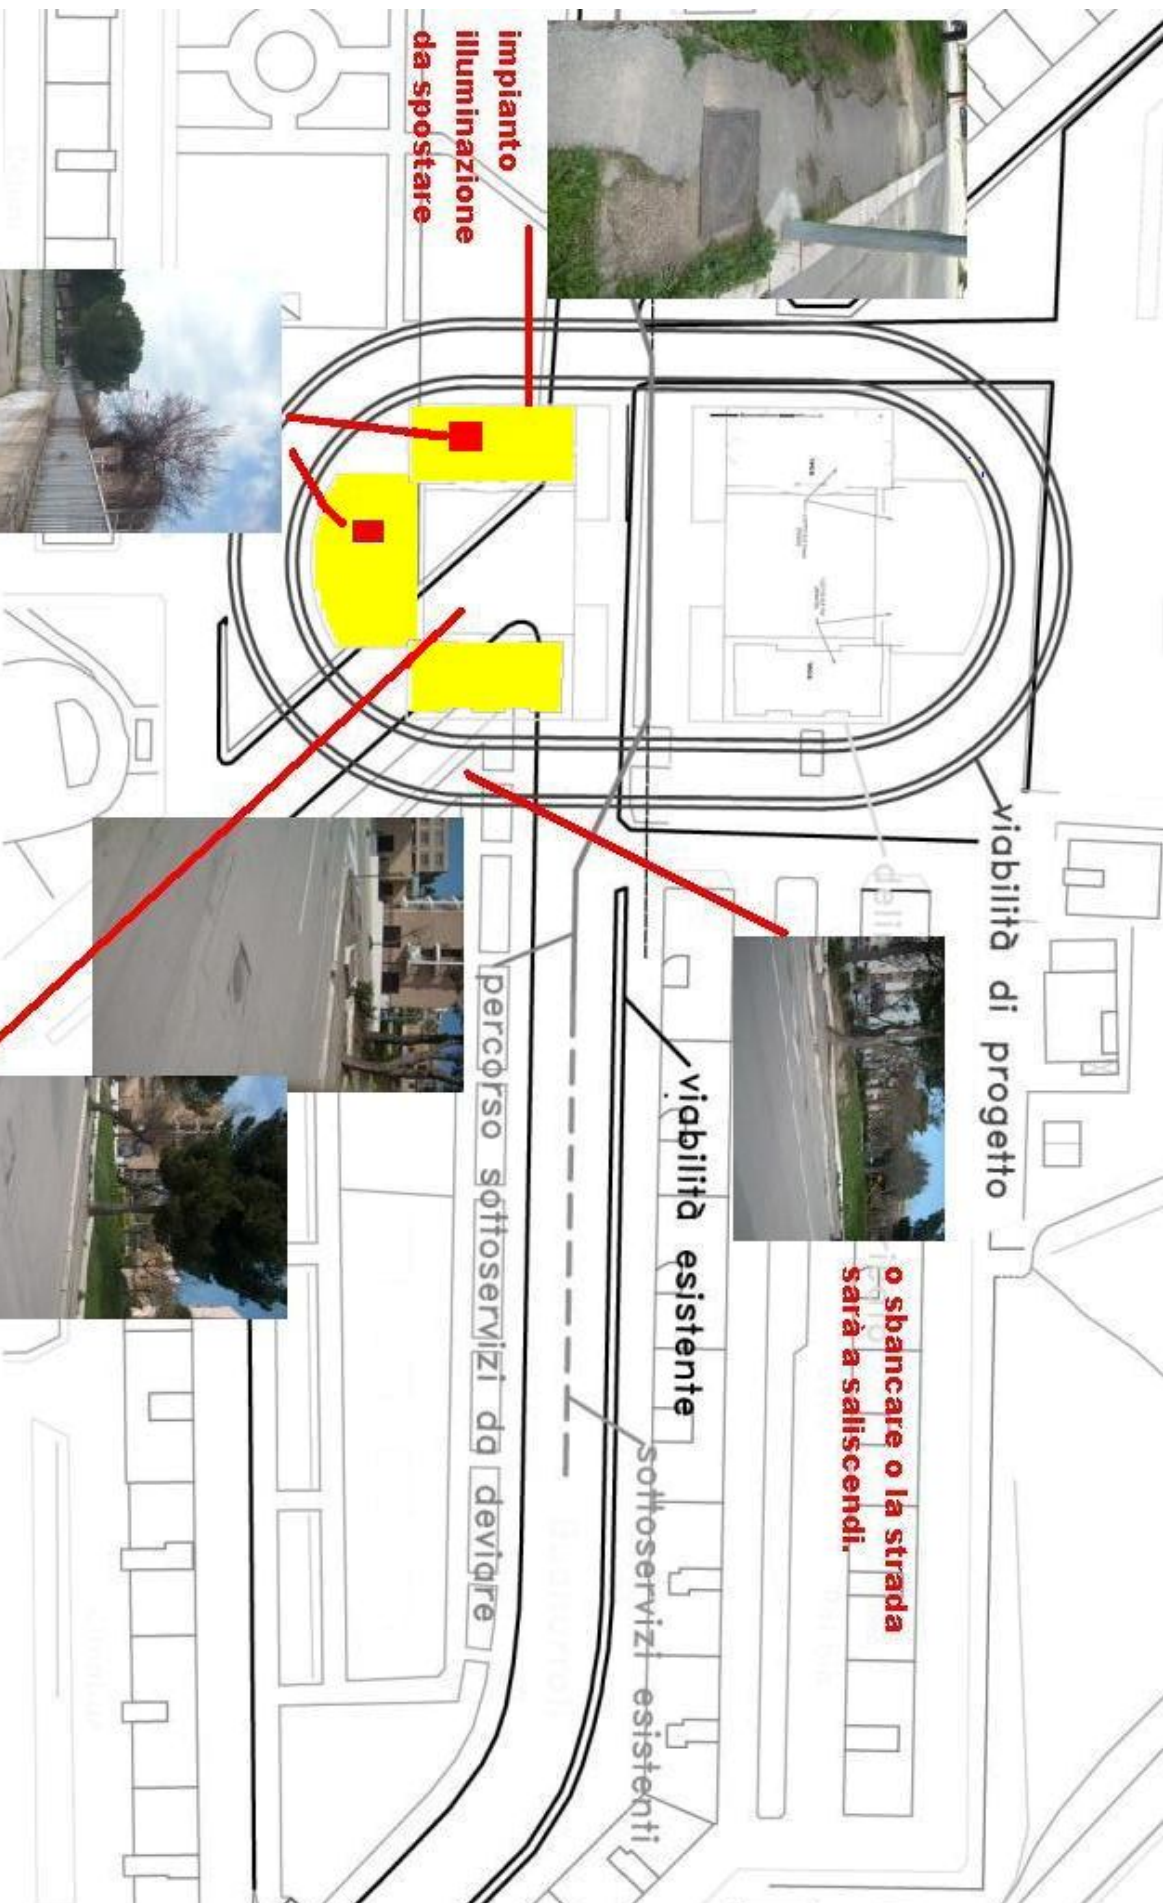 impianto
illuminazione
da spostare
viabilità di progetto
viabilità esistente
o sbancare o la strada
sarà a saliscendi.
percorso sottoservizi da deviare
sottoservizi esistenti